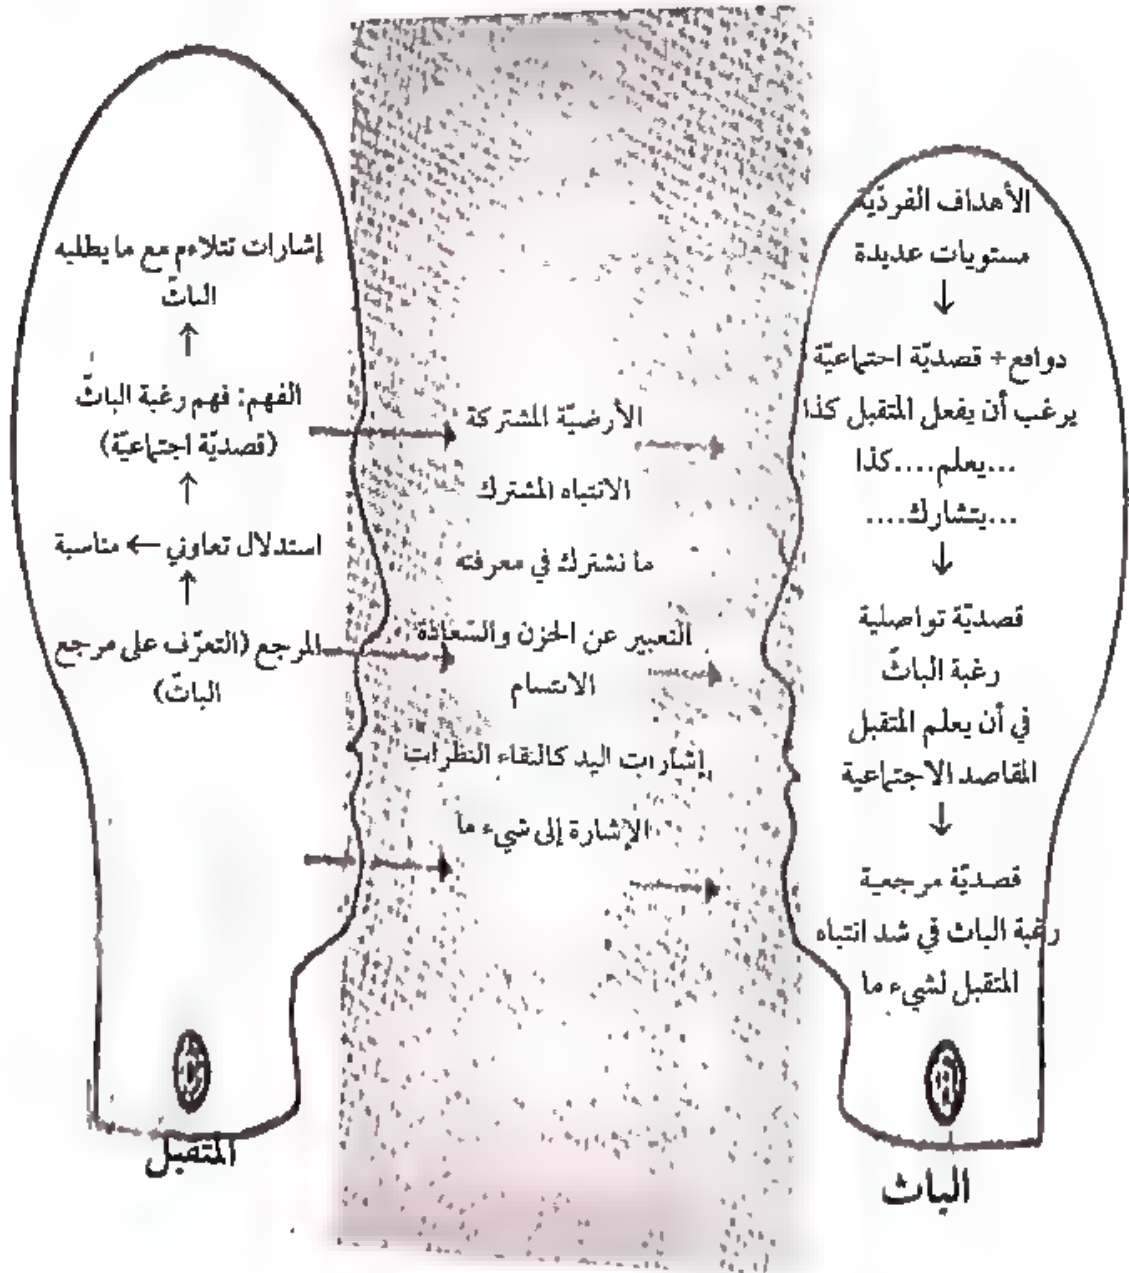 الأهداف الفرديّة
مستويات عديدة
↓
دوافع + قصديّة اجتماعيّة
يرغب أن يفعل المتقبل كذا
...يعلم....كذا
...يتشارك....
↓
قصديّة تواصلية
رغبة الباثّ
في أن يعلم المتقبل
المقاصد الاجتماعية
↓
قصديّة مرجعية
رغبة الباث في شد انتباه
المتقبل لشيء ما
الباث
الأرضيّة المشتركة
الانتباه المشترك
ما نشترك في معرفته
التعبير عن الحزن والسّعادة
الابتسام
إشارات اليد كالتقاء النظرات
الإشارة إلى شيء ما
إشارات تتلاءم مع ما يطلبه
الباثّ
↑
الفهم: فهم رغبة الباثّ
(قصديّة اجتماعيّة)
↑
استدلال تعاوني ← مناسبة
↑
المرجع (التعرّف على مرجع
الباثّ)
المتقبل